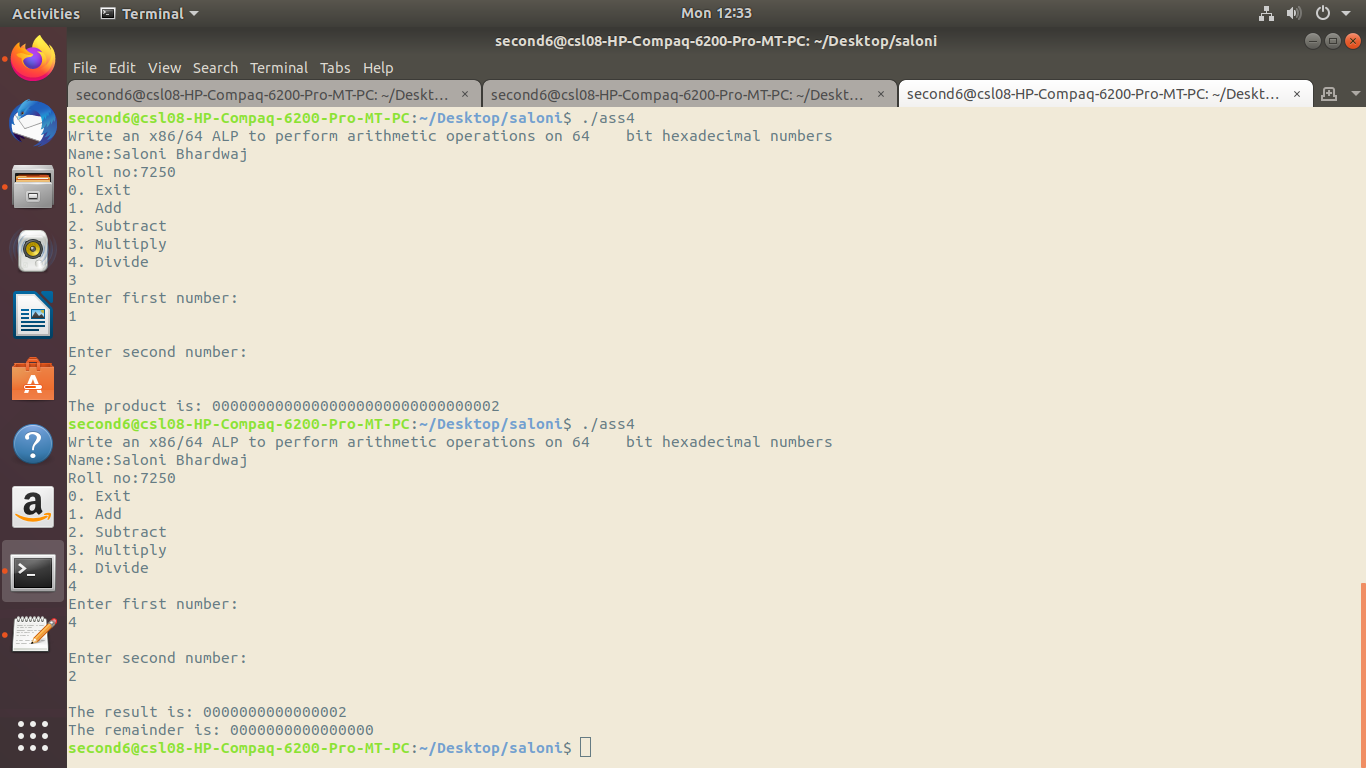 Activities Terminal Mon 12:33
second6@csl08-HP-Compaq-6200-Pro-MT-PC: ~/Desktop/saloni
File Edit View Search Terminal Tabs Help
second6@csl08-HP-Compaq-6200-Pro-MT-PC: ~/Deskt... × second6@csl08-HP-Compaq-6200-Pro-MT-PC: ~/Deskt... × second6@csl08-HP-Compaq-6200-Pro-MT-PC: ~/Deskt... ×
second6@csl08-HP-Compaq-6200-Pro-MT-PC:~/Desktop/saloni$ ./ass4
Write an x86/64 ALP to perform arithmetic operations on 64    bit hexadecimal numbers
Name:Saloni Bhardwaj
Roll no:7250
0. Exit
1. Add
2. Subtract
3. Multiply
4. Divide
3
Enter first number:
1
Enter second number:
2
The product is: 00000000000000000000000000000002
second6@csl08-HP-Compaq-6200-Pro-MT-PC:~/Desktop/saloni$ ./ass4
Write an x86/64 ALP to perform arithmetic operations on 64    bit hexadecimal numbers
Name:Saloni Bhardwaj
Roll no:7250
0. Exit
1. Add
2. Subtract
3. Multiply
4. Divide
4
Enter first number:
4
Enter second number:
2
The result is: 0000000000000002
The remainder is: 0000000000000000
second6@csl08-HP-Compaq-6200-Pro-MT-PC:~/Desktop/saloni$